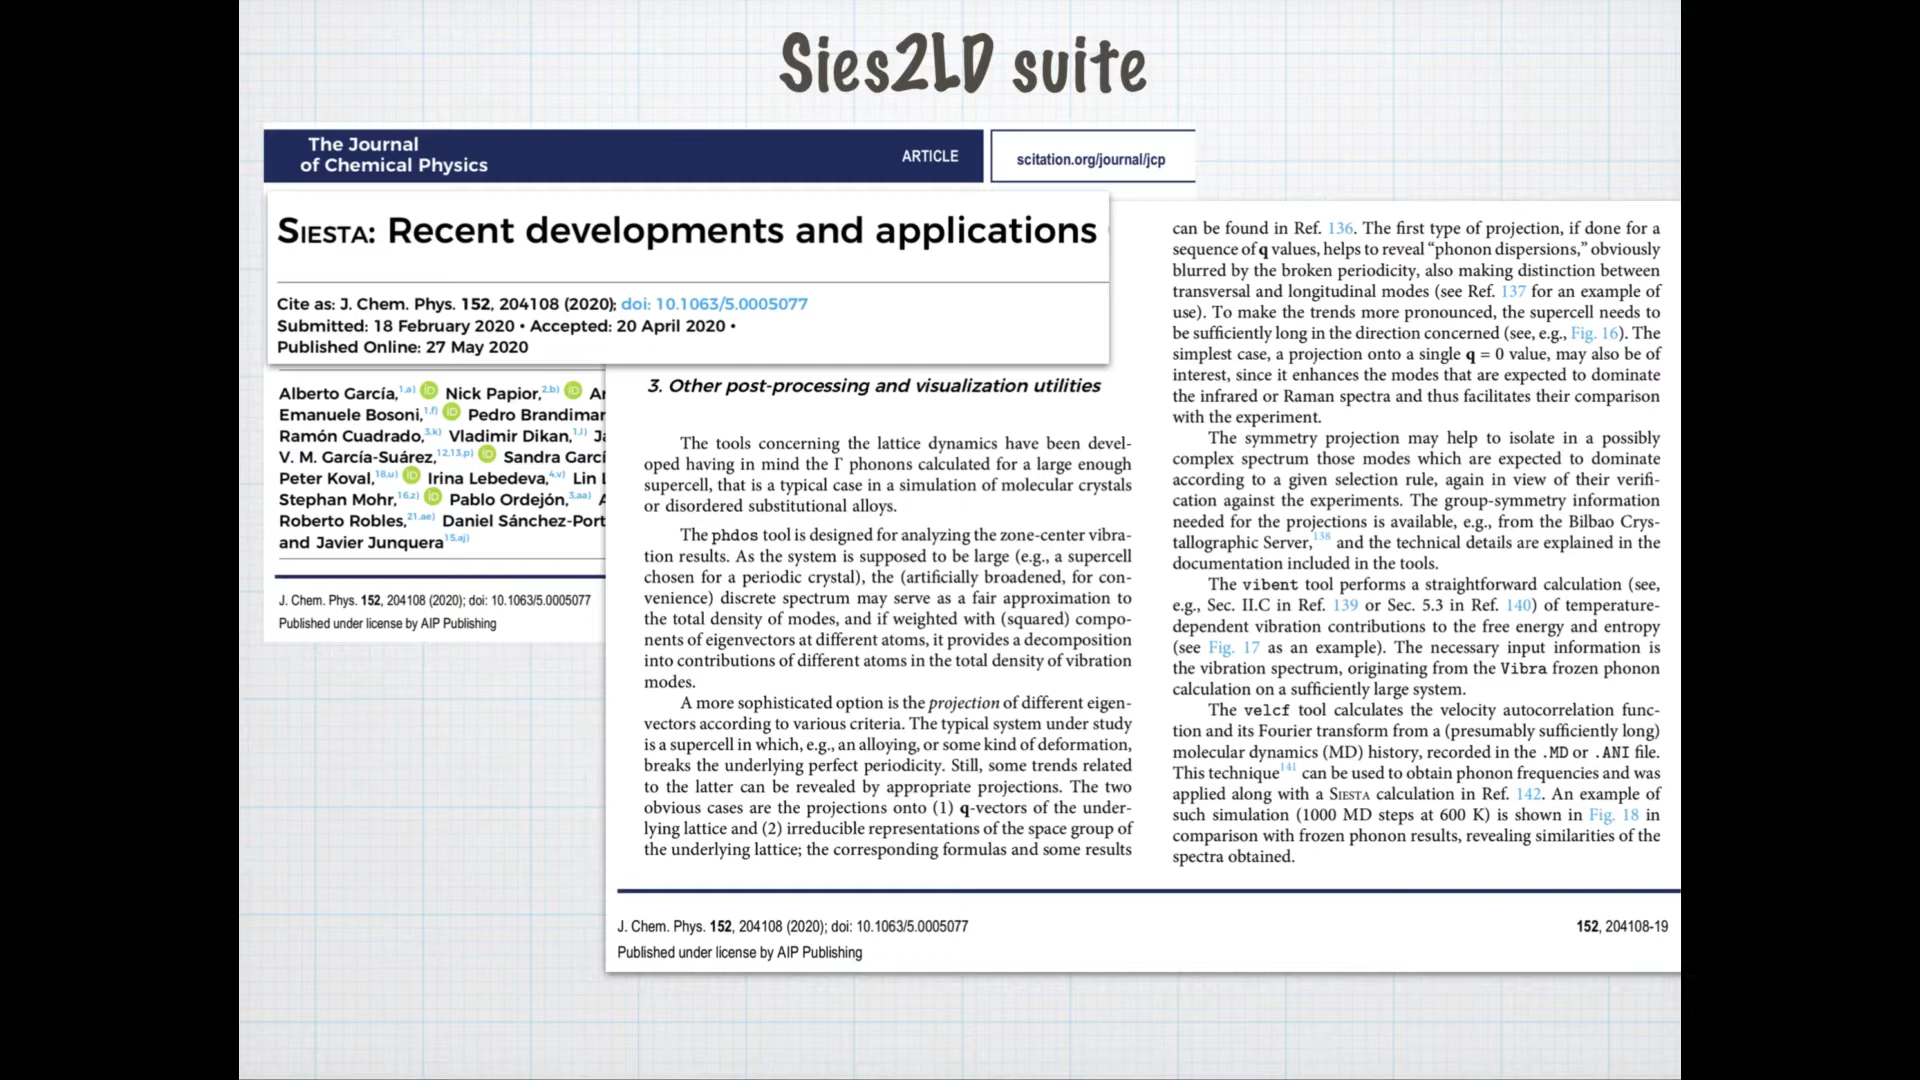 Sies2LD suite
The Journal
of Chemical Physics
ARTICLE
scitation.org/journal/jcp
SIESTA: Recent developments and applications
Cite as: J. Chem. Phys. 152, 204108 (2020); doi: 10.1063/5.0005077
Submitted: 18 February 2020 • Accepted: 20 April 2020 •
Published Online: 27 May 2020
Alberto García,1,a) iD Nick Papior,2,b) iD
Emanuele Bosoni,1,f) iD Pedro Brandimar
Ramón Cuadrado,3,k) Vladimir Dikan,1,l)
V. M. García-Suárez,12,13,p) iD Sandra Garcí
Peter Koval,18,u) iD Irina Lebedeva,4,v) Lin
Stephan Mohr,16,z) iD Pablo Ordejón,3,aa)
Roberto Robles,21,ae) Daniel Sánchez-Port
and Javier Junquera15,aj)
J. Chem. Phys. 152, 204108 (2020); doi: 10.1063/5.0005077
Published under license by AIP Publishing
3. Other post-processing and visualization utilities
The tools concerning the lattice dynamics have been devel-
oped having in mind the Γ phonons calculated for a large enough
supercell, that is a typical case in a simulation of molecular crystals
or disordered substitutional alloys.
The phdos tool is designed for analyzing the zone-center vibra-
tion results. As the system is supposed to be large (e.g., a supercell
chosen for a periodic crystal), the (artificially broadened, for con-
venience) discrete spectrum may serve as a fair approximation to
the total density of modes, and if weighted with (squared) compo-
nents of eigenvectors at different atoms, it provides a decomposition
into contributions of different atoms in the total density of vibration
modes.
A more sophisticated option is the projection of different eigen-
vectors according to various criteria. The typical system under study
is a supercell in which, e.g., an alloying, or some kind of deformation,
breaks the underlying perfect periodicity. Still, some trends related
to the latter can be revealed by appropriate projections. The two
obvious cases are the projections onto (1) q-vectors of the under-
lying lattice and (2) irreducible representations of the space group of
the underlying lattice; the corresponding formulas and some results
can be found in Ref. 136. The first type of projection, if done for a
sequence of q values, helps to reveal “phonon dispersions,” obviously
blurred by the broken periodicity, also making distinction between
transversal and longitudinal modes (see Ref. 137 for an example of
use). To make the trends more pronounced, the supercell needs to
be sufficiently long in the direction concerned (see, e.g., Fig. 16). The
simplest case, a projection onto a single q = 0 value, may also be of
interest, since it enhances the modes that are expected to dominate
the infrared or Raman spectra and thus facilitates their comparison
with the experiment.
The symmetry projection may help to isolate in a possibly
complex spectrum those modes which are expected to dominate
according to a given selection rule, again in view of their verifi-
cation against the experiments. The group-symmetry information
needed for the projections is available, e.g., from the Bilbao Crys-
tallographic Server,138 and the technical details are explained in the
documentation included in the tools.
The vibent tool performs a straightforward calculation (see,
e.g., Sec. II.C in Ref. 139 or Sec. 5.3 in Ref. 140) of temperature-
dependent vibration contributions to the free energy and entropy
(see Fig. 17 as an example). The necessary input information is
the vibration spectrum, originating from the Vibra frozen phonon
calculation on a sufficiently large system.
The velcf tool calculates the velocity autocorrelation func-
tion and its Fourier transform from a (presumably sufficiently long)
molecular dynamics (MD) history, recorded in the .MD or .ANI file.
This technique141 can be used to obtain phonon frequencies and was
applied along with a SIESTA calculation in Ref. 142. An example of
such simulation (1000 MD steps at 600 K) is shown in Fig. 18 in
comparison with frozen phonon results, revealing similarities of the
spectra obtained.
J. Chem. Phys. 152, 204108 (2020); doi: 10.1063/5.0005077
152, 204108-19
Published under license by AIP Publishing